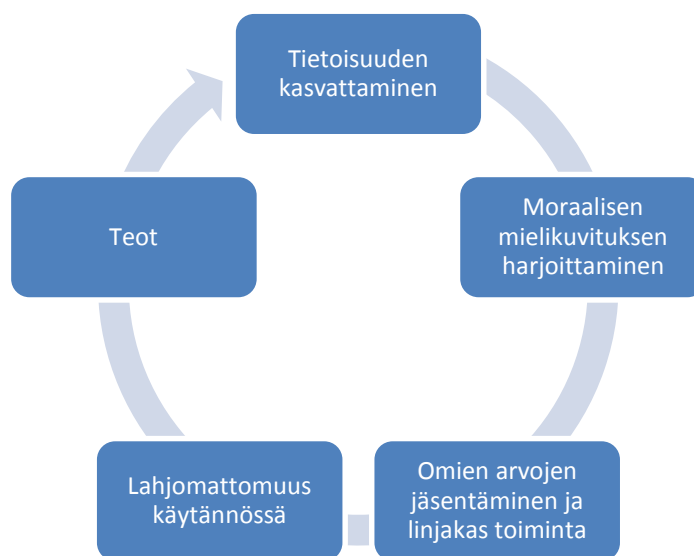 Tietoisuuden
kasvattaminen
Moraalisen
mielikuvituksen
harjoittaminen
Omien arvojen
jäsentäminen ja
linjakas toiminta
Lahjomattomuus
käytännössä
Teot